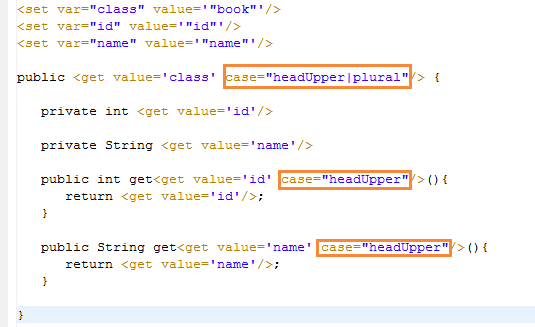 <set var="class" value='"book"'/>
<set var="id" value='"id"'/>
<set var="name" value='"name"'/>
public <get value='class' case="headUpper|plural"/> {
private int <get value='id'/>
private String <get value='name'/>
public int get<get value='id' case="headUpper"/>(){
return <get value='id'/>;
}
public String get<get value='name' case="headUpper"/>(){
return <get value='name'/>;
}
}